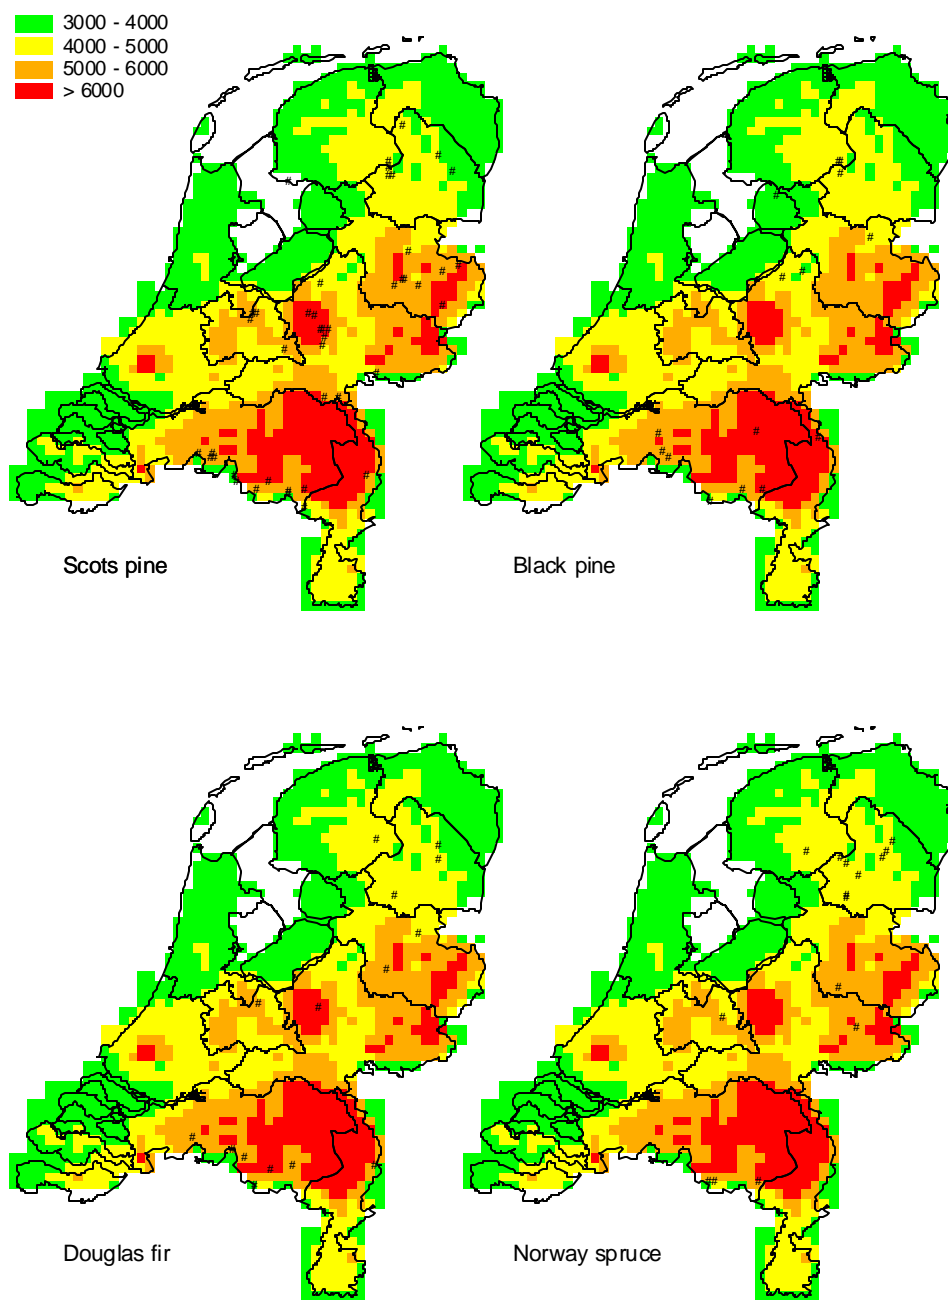 3000 - 4000
4000 - 5000
5000 - 6000
> 6000
Scots pine
Black pine
Douglas fir
Norway spruce